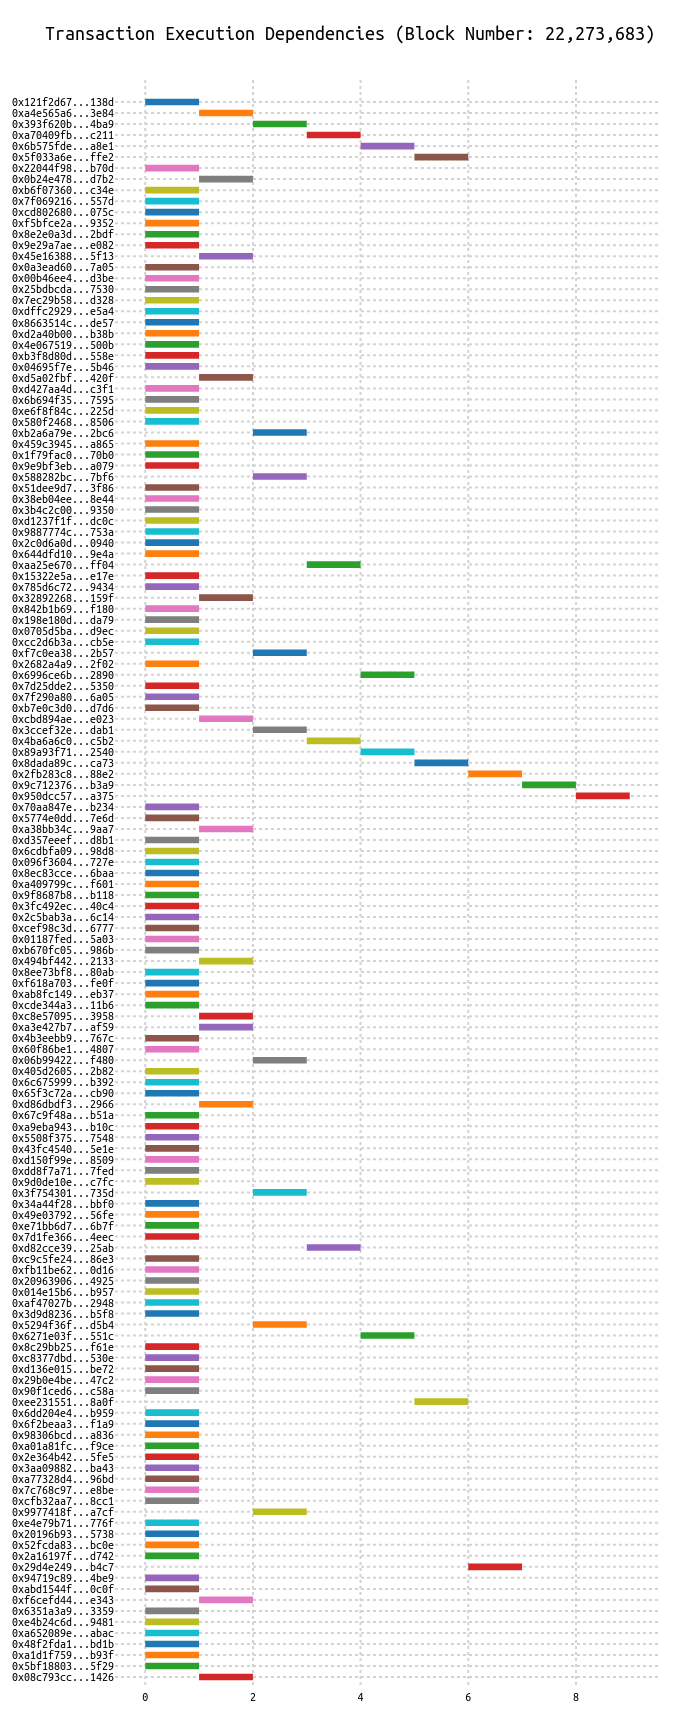 Transaction Execution Dependencies (Block Number: 22,273,683)
0x121f2d67...138d
0xa4e565a6...3e84
0x393f620b...4ba9
0xa70409fb...c211
0x6b575fde...a8e1
0x5f033a6e...ffe2
0x22044f98...b70d
0x0b24e478...d7b2
0xb6f07360...c34e
0x7f069216...557d
0xcd802680...075c
0xf5bfce2a...9352
0x8e2e0a3d...2bdf
0x9e29a7ae...e082
0x45e16388...5f13
0x0a3ead60...7a05
0x00b46ee4...d3be
0x25bdbcda...7530
0x7ec29b58...d328
0xdffc2929...e5a4
0x8663514c...de57
0xd2a40b00...b38b
0x4e067519...500b
0xb3f8d80d...558e
0x04695f7e...5b46
0xd5a02fbf...420f
0xd427aa4d...c3f1
0x6b694f35...7595
0xe6f8f84c...225d
0x580f2468...8506
0xb2a6a79e...2bc6
0x459c3945...a865
0x1f79fac0...70b0
0x9e9bf3eb...a079
0x588282bc...7bf6
0x51dee9d7...3f86
0x38eb04ee...8e44
0x3b4c2c00...9350
0xd1237f1f...dc0c
0x9887774c...753a
0x2c0d6a0d...0940
0x644dfd10...9e4a
0xaa25e670...ff04
0x15322e5a...e17e
0x785d6c72...9434
0x32892268...159f
0x842b1b69...f180
0x198e180d...da79
0x0705d5ba...d9ec
0xcc2d6b3a...cb5e
0xf7c0ea38...2b57
0x2682a4a9...2f02
0x6996ce6b...2890
0x7d25dde2...5350
0x7f290a80...6a05
0xb7e0c3d0...d7d6
0xcbd894ae...e023
0x3ccef32e...dab1
0x4ba6a6c0...c5b2
0x89a93f71...2540
0x8dada89c...ca73
0x2fb283c8...88e2
0x9c712376...b3a9
0x950dcc57...a375
0x70aa847e...b234
0x5774e0dd...7e6d
0xa38bb34c...9aa7
0xd357eeef...d8b1
0x6cdbfa09...98d8
0x096f3604...727e
0x8ec83cce...6baa
0xa409799c...f601
0x9f8687b8...b118
0x3fc492ec...40c4
0x2c5bab3a...6c14
0xcef98c3d...6777
0x01187fed...5a03
0xb670fc05...986b
0x494bf442...2133
0x8ee73bf8...80ab
0xf618a703...fe0f
0xab8fc149...eb37
0xcde344a3...11b6
0xc8e57095...3958
0xa3e427b7...af59
0x4b3eebb9...767c
0x60f86be1...4807
0x06b99422...f480
0x405d2605...2b82
0x6c675999...b392
0x65f3c72a...cb90
0xd86dbdf3...2966
0x67c9f48a...b51a
0xa9eba943...b10c
0x5508f375...7548
0x43fc4540...5e1e
0xd150f99e...8509
0xdd8f7a71...7fed
0x9d0de10e...c7fc
0x3f754301...735d
0x34a44f28...bbf0
0x49e03792...56fe
0xe71bb6d7...6b7f
0x7d1fe366...4eec
0xd82cce39...25ab
0xc9c5fe24...86e3
0xfb11be62...0d16
0x20963906...4925
0x014e15b6...b957
0xaf47027b...2948
0x3d9d8236...b5f8
0x5294f36f...d5b4
0x6271e03f...551c
0x8c29bb25...f61e
0xc8377dbd...530e
0xd136e015...be72
0x29b0e4be...47c2
0x90f1ced6...c58a
0xee231551...8a0f
0x6dd204e4...b959
0x6f2beaa3...f1a9
0x98306bcd...a836
0xa01a81fc...f9ce
0x2e364b42...5fe5
0x3aa09882...ba43
0xa77328d4...96bd
0x7c768c97...e8be
0xcfb32aa7...8cc1
0x9977418f...a7cf
0xe4e79b71...776f
0x20196b93...5738
0x52fcda83...bc0e
0x2a16197f...d742
0x29d4e249...b4c7
0x94719c89...4be9
0xabd1544f...0c0f
0xf6cefd44...e343
0x6351a3a9...3359
0xe4b24c6d...9481
0xa652089e...abac
0x48f2fda1...bd1b
0xa1d1f759...b93f
0x5bf18803...5f29
0x08c793cc...1426
0 2 4 6 8